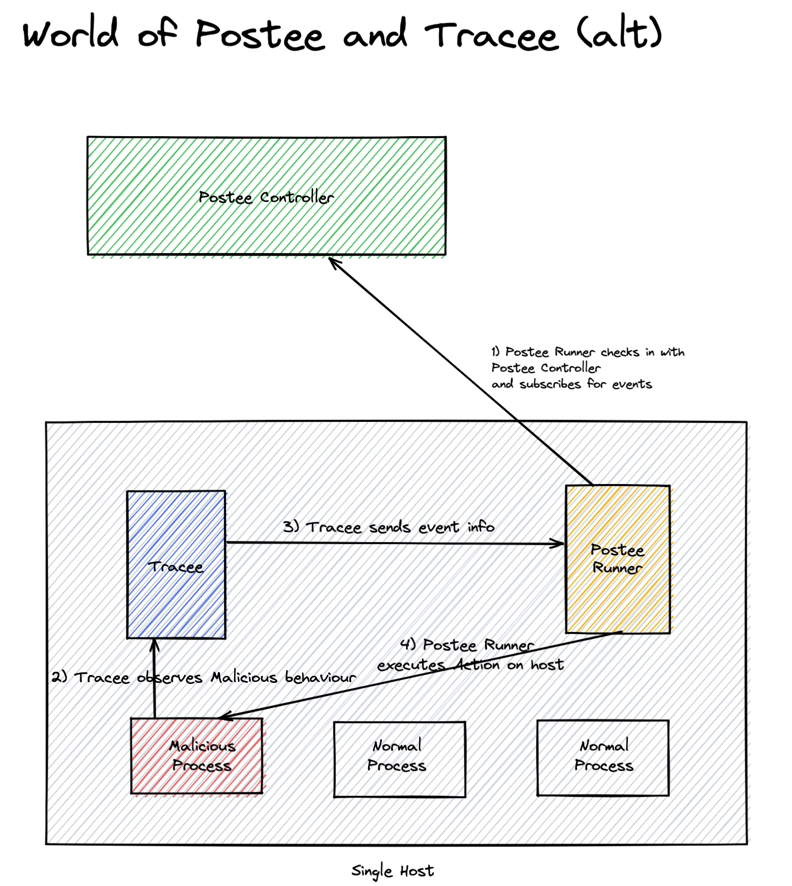 World of Postee and Tracee (alt)
Postee Controller
1) Postee Runner checks in with
Postee Controller
and subscribes for events
3) Tracee sends event info
Tracee
Postee
Runner
4) Postee Runner
executes Action on host
2) Tracee observes Malicious behaviour
Malicious
Process
Normal
Process
Normal
Process
Single Host